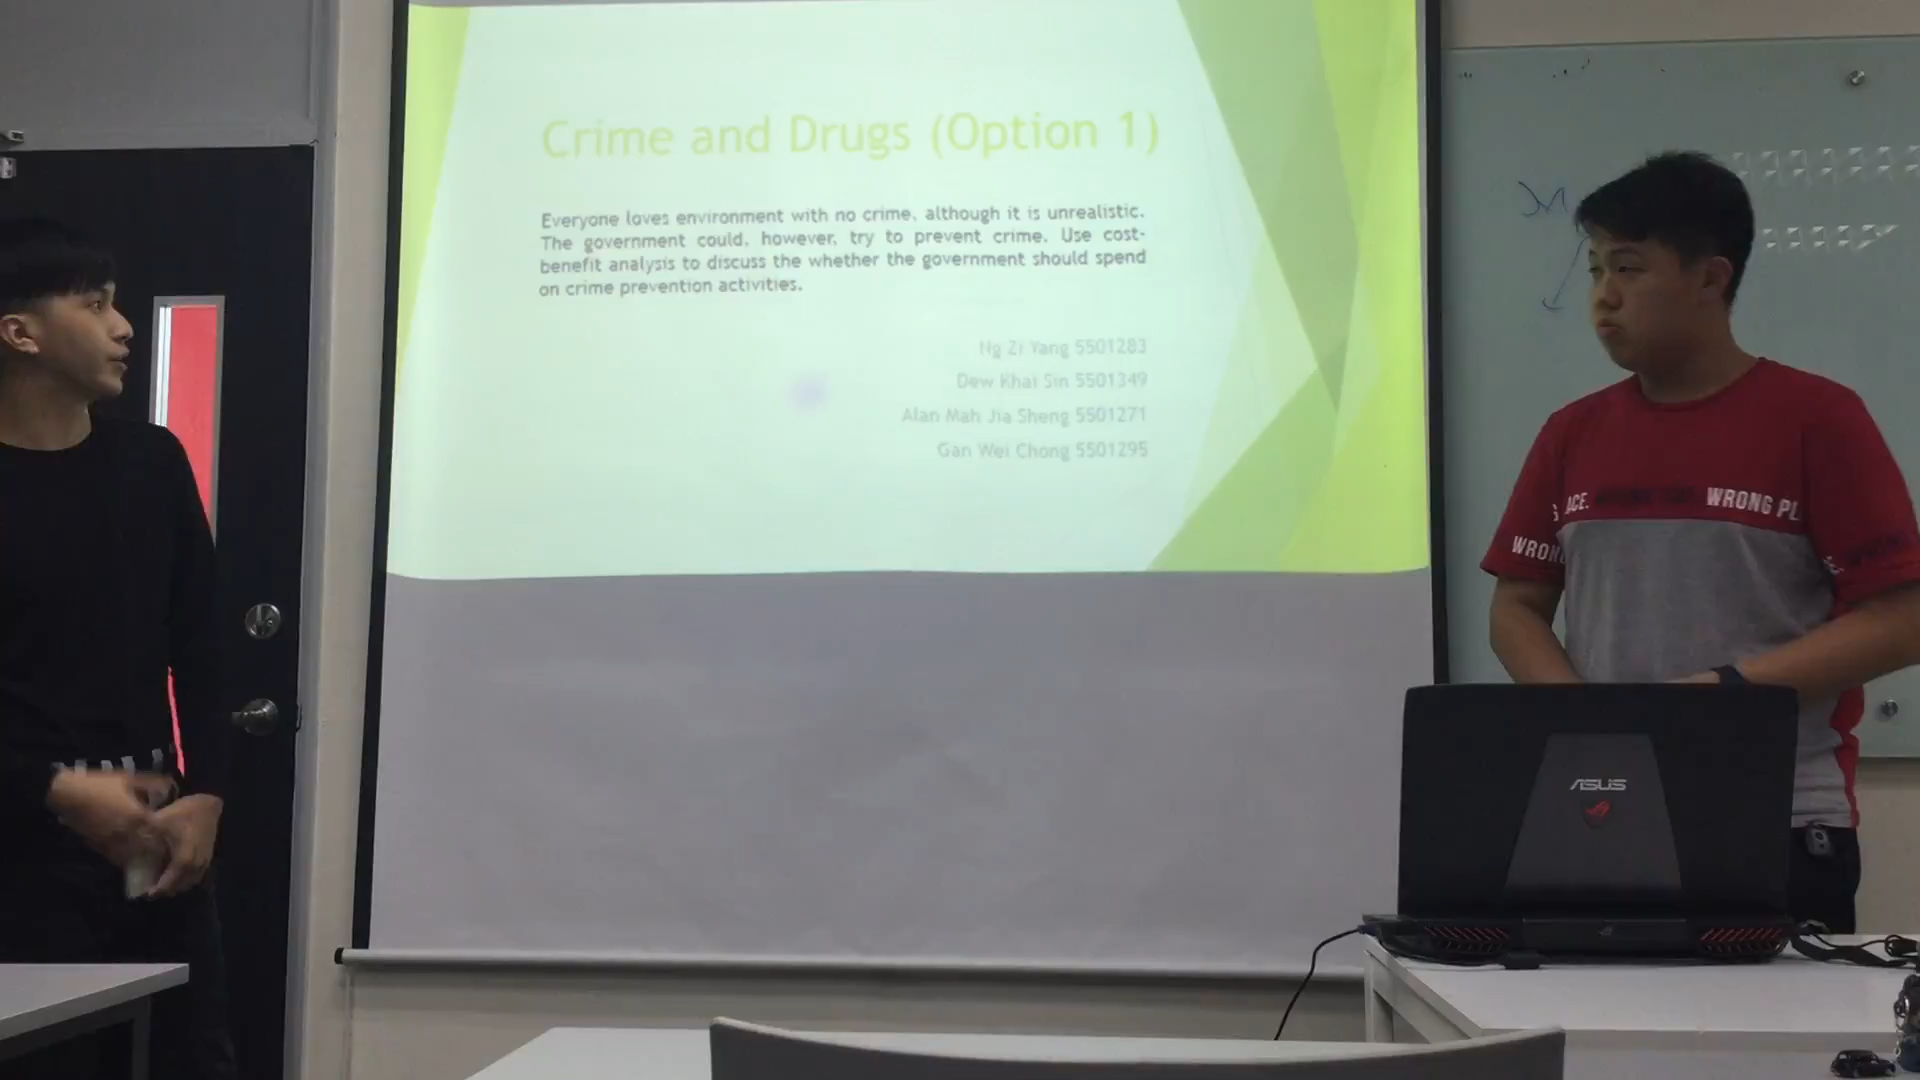 Crime and Drugs (Option 1)
Everyone loves environment with no crime, although it is unrealistic.
The government could, however, try to prevent crime. Use cost-
benefit analysis to discuss the whether the government should spend
on crime prevention activities.
Ng Zi Yang 5501283
Dew Khai Sin 5501349
Alan Mah Jia Sheng 5501271
Gan Wei Chong 5501295
ACE. WRONG PL
WRON
ASUS